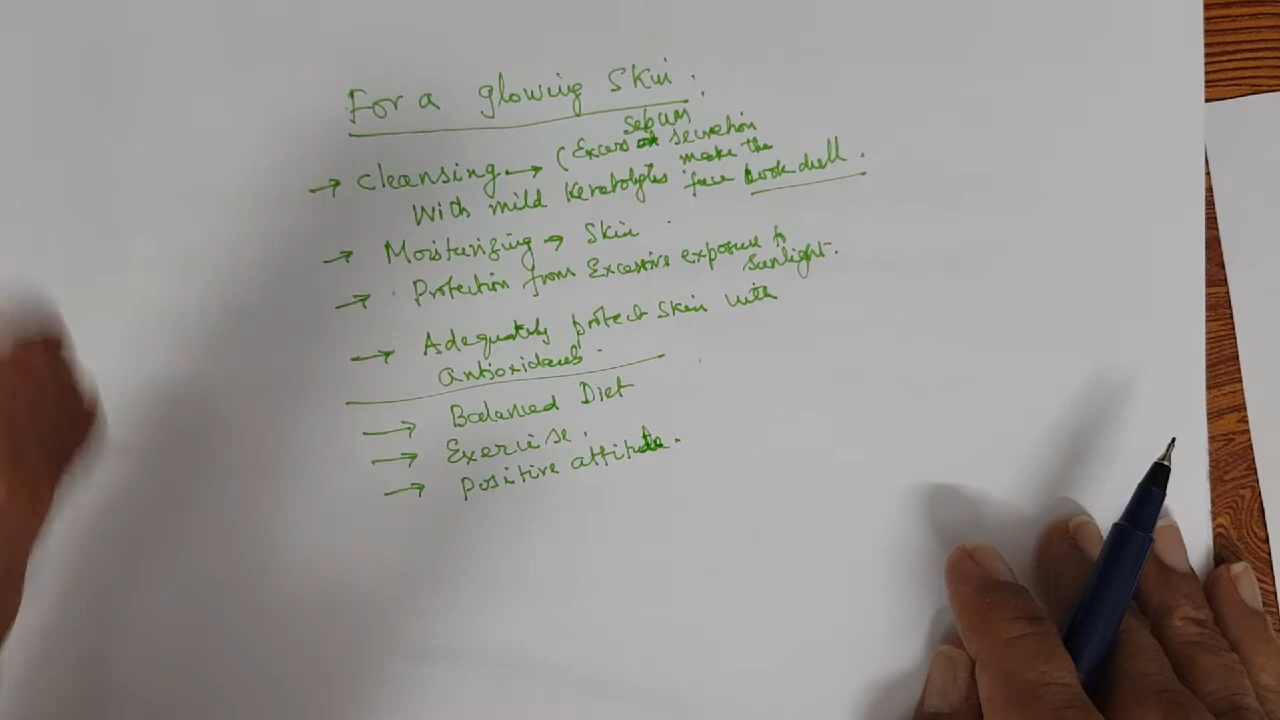 For a glowing Skin.
sebum
→ cleansing → (Excess secretion
With mild Keratolytes make the
face look dull.
→ Moisturizing → Skin
→ Protection from Excessive exposure to
Sunlight.
→ Adequately protect skin with
antioxidants.
→ Balanced Diet
→ Exercise.
→ positive attitude.